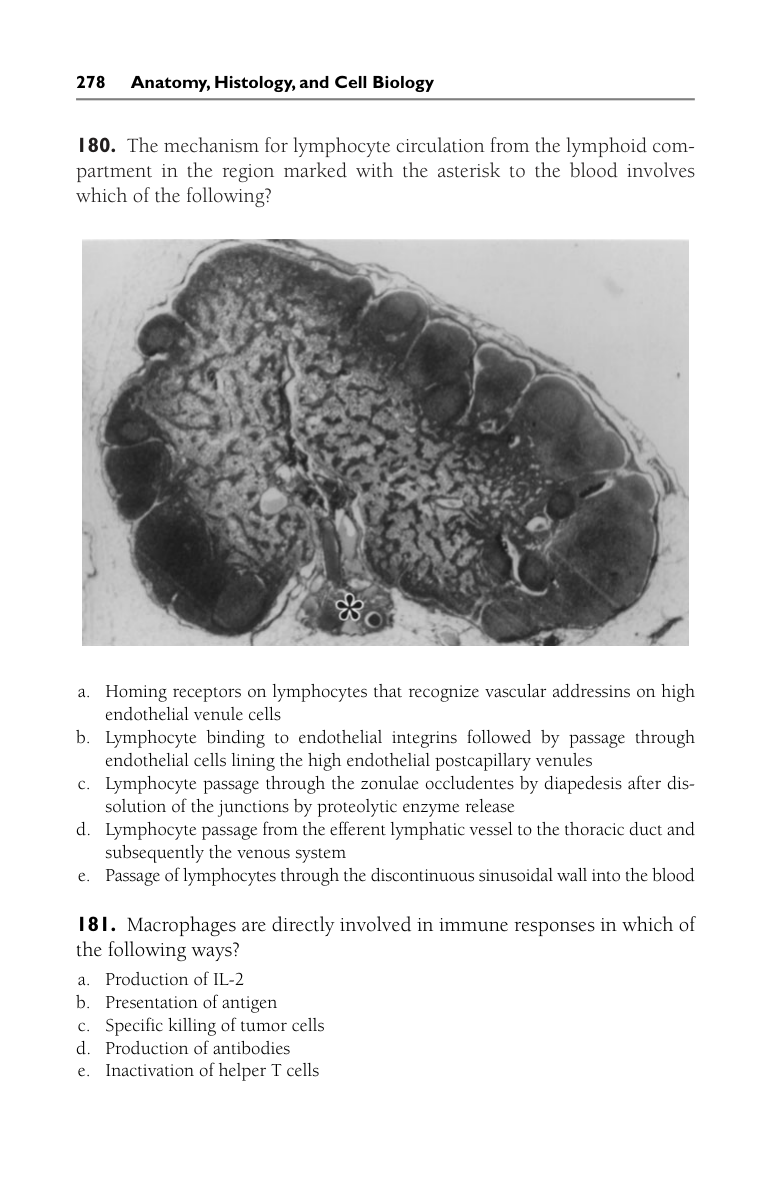 278 Anatomy, Histology, and Cell Biology
180. The mechanism for lymphocyte circulation from the lymphoid com-
partment in the region marked with the asterisk to the blood involves
which of the following?
a. Homing receptors on lymphocytes that recognize vascular addressins on high
endothelial venule cells
b. Lymphocyte binding to endothelial integrins followed by passage through
endothelial cells lining the high endothelial postcapillary venules
c. Lymphocyte passage through the zonulae occludentes by diapedesis after dis-
solution of the junctions by proteolytic enzyme release
d. Lymphocyte passage from the efferent lymphatic vessel to the thoracic duct and
subsequently the venous system
e. Passage of lymphocytes through the discontinuous sinusoidal wall into the blood
181. Macrophages are directly involved in immune responses in which of
the following ways?
a. Production of IL-2
b. Presentation of antigen
c. Specific killing of tumor cells
d. Production of antibodies
e. Inactivation of helper T cells